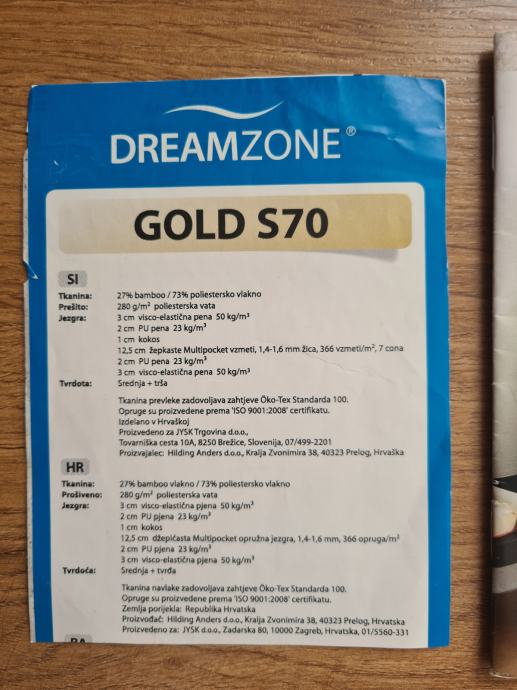 DREAMZONE®
GOLD S70
SI
Tkanina: 27% bamboo / 73% poliestersko vlakno
Prešito: 280 g/m² poliesterska vata
Jezgra: 3 cm visco-elastična pena 50 kg/m³
2 cm PU pena 23 kg/m³
1 cm kokos
12,5 cm žepkaste Multipocket vzmeti, 1,4-1,6 mm žica, 366 vzmeti/m², 7 cona
2 cm PU pena 23 kg/m³
3 cm visco-elastična pena 50 kg/m³
Tvrdota: Srednja + trša
Tkanina prevleke zadovoljava zahtjeve Öko-Tex Standarda 100.
Opruge su proizvedene prema 'ISO 9001:2008' certifikatu.
Izdelano v Hrvaškoj
Proizvedeno za JYSK Trgovina d.o.o.,
Tovarniška cesta 10A, 8250 Brežice, Slovenija, 07/499-2201
Proizvajalec: Hilding Anders d.o.o., Kralja Zvonimira 38, 40323 Prelog, Hrvaška
HR
Tkanina: 27% bamboo vlakno / 73% poliestersko vlakno
Prošiveno: 280 g/m² poliesterska vata
Jezgra: 3 cm visco-elastična pjena 50 kg/m³
2 cm PU pjena 23 kg/m³
1 cm kokos
12,5 cm džepićasta Multipocket opružna jezgra, 1,4-1,6 mm, 366 opruga/m²
2 cm PU pjena 23 kg/m³
3 cm visco-elastična pjena 50 kg/m³
Tvrdoća: Srednja + tvrđa
Tkanina navlake zadovoljava zahtjeve Öko-Tex Standarda 100.
Opruge su proizvedene prema 'ISO 9001:2008' certifikatu.
Zemlja porijekla: Republika Hrvatska
Proizvođač: Hilding Anders d.o.o., Kralja Zvonimira 38, 40323 Prelog, Hrvatska
Proizvedeno za: JYSK d.o.o., Zadarska 80, 10000 Zagreb, Hrvatska, 01/5560-331